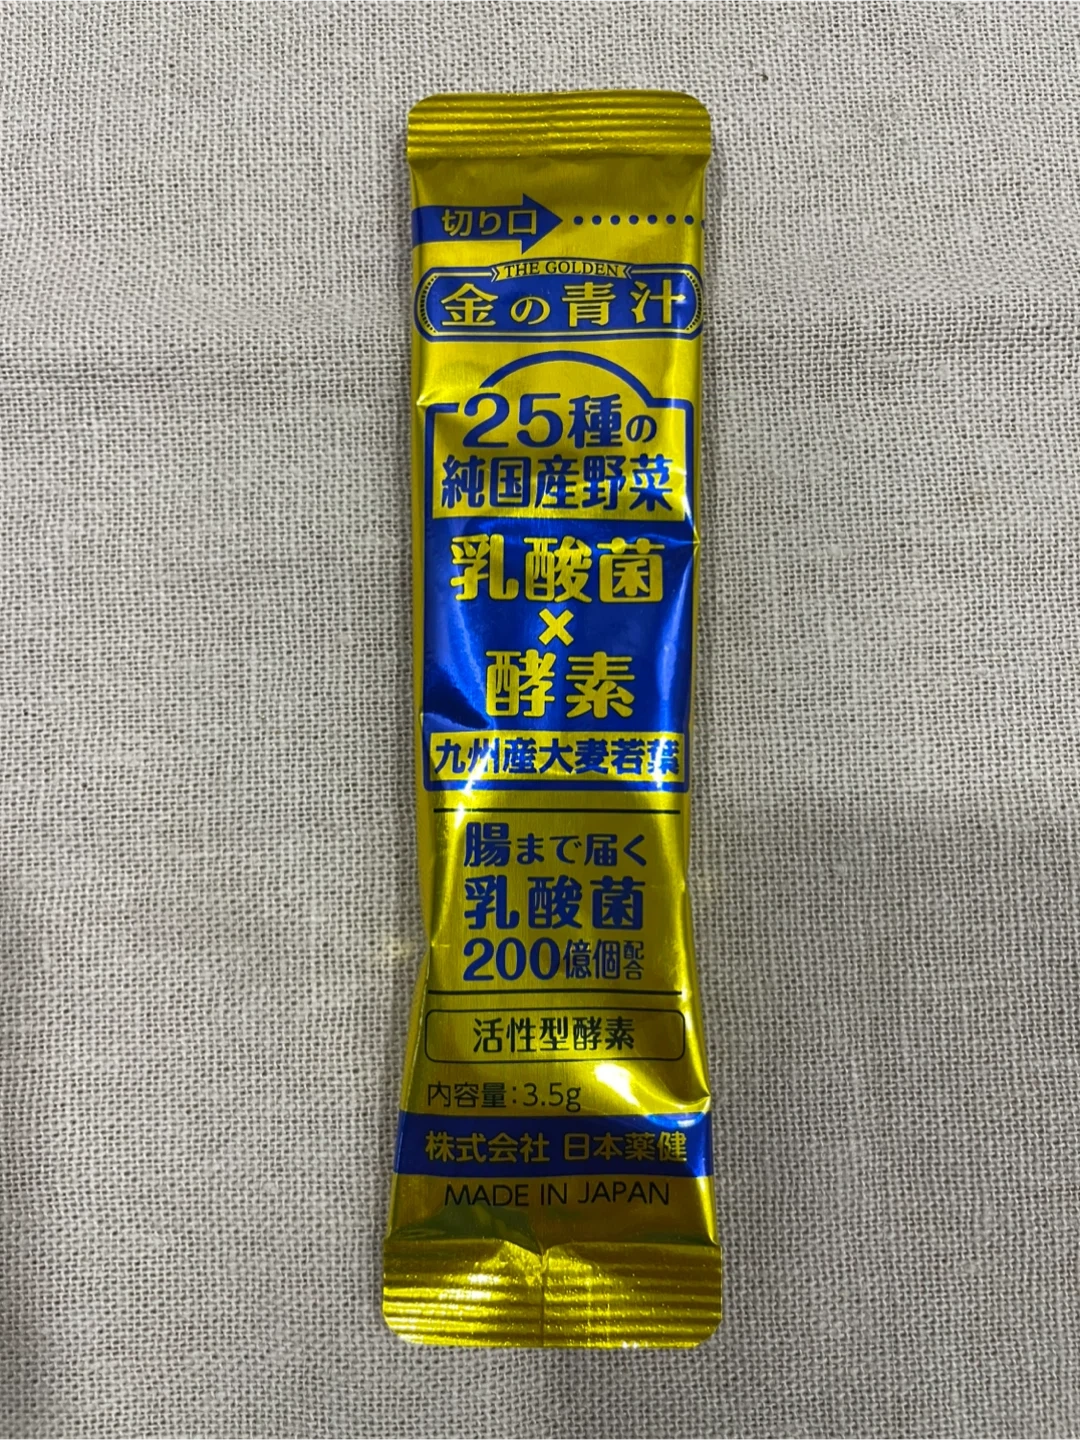 切り口
THE GOLDEN
金の青汁
25種の
純国産野菜
乳酸菌
×
酵素
九州産大麦若葉
腸まで届く
乳酸菌
200億個配合
活性型酵素
内容量:3.5g
株式会社 日本薬健
MADE IN JAPAN